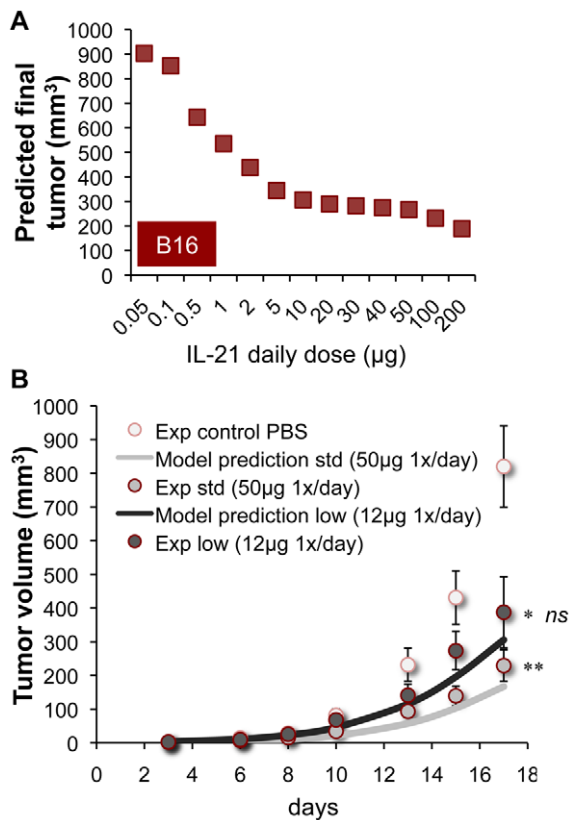 A
Predicted final
tumor (mm³)
1000
900
800
700
600
500
400
300
200
100
0
B16
0.05
0.1
0.5
1
2
5
10
20
30
40
50
100
200
IL-21 daily dose (µg)
B
Tumor volume (mm³)
1000
900
800
700
600
500
400
300
200
100
0
Exp control PBS
Model prediction std (50µg 1x/day)
Exp std (50µg 1x/day)
Model prediction low (12µg 1x/day)
Exp low (12µg 1x/day)
* ns
**
0 2 4 6 8 10 12 14 16 18
days